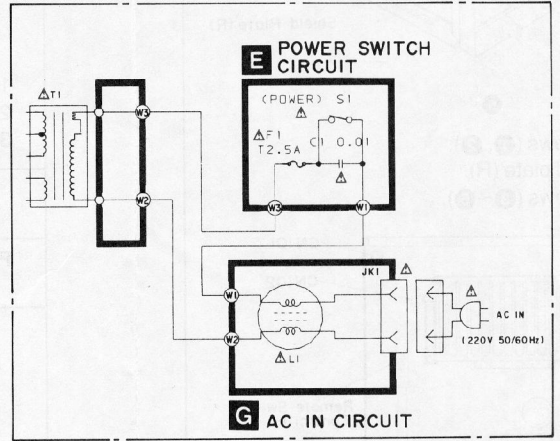 E POWER SWITCH
CIRCUIT
(POWER) S1
F1
T2.5A
C1 0.01
W3
W1
T1
W3
W2
JK1
W1
W2
L1
AC IN
(220V 50/60Hz)
G AC IN CIRCUIT